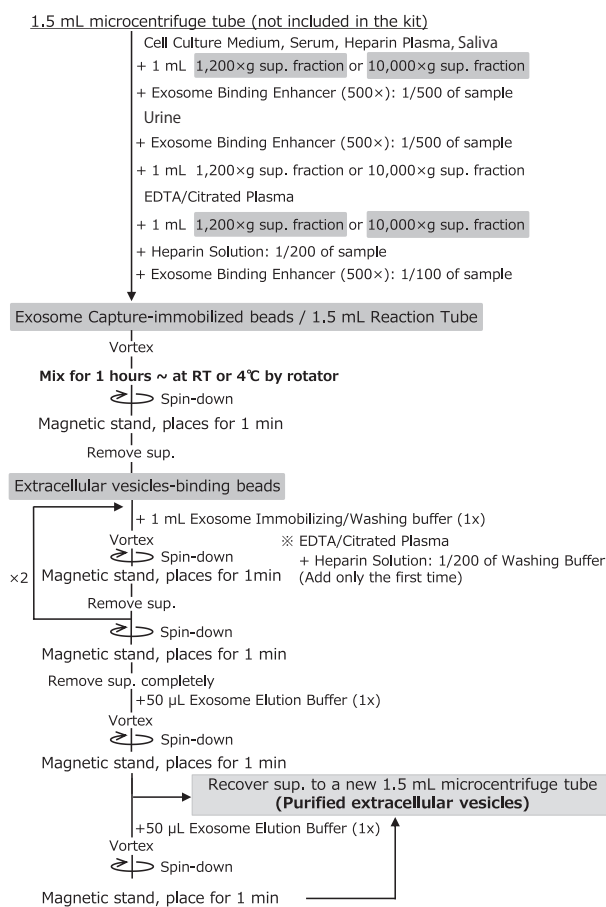 1.5 mL microcentrifuge tube (not included in the kit)
Cell Culture Medium, Serum, Heparin Plasma, Saliva
+ 1 mL 1,200×g sup. fraction or 10,000×g sup. fraction
+ Exosome Binding Enhancer (500×): 1/500 of sample
Urine
+ Exosome Binding Enhancer (500×): 1/500 of sample
+ 1 mL 1,200×g sup. fraction or 10,000×g sup. fraction
EDTA/Citrated Plasma
+ 1 mL 1,200×g sup. fraction or 10,000×g sup. fraction
+ Heparin Solution: 1/200 of sample
+ Exosome Binding Enhancer (500×): 1/100 of sample
Exosome Capture-immobilized beads / 1.5 mL Reaction Tube
Vortex
Mix for 1 hours ~ at RT or 4℃ by rotator
Spin-down
Magnetic stand, places for 1 min
Remove sup.
Extracellular vesicles-binding beads
+ 1 mL Exosome Immobilizing/Washing buffer (1x)
Vortex
※ EDTA/Citrated Plasma
+ Heparin Solution: 1/200 of Washing Buffer
(Add only the first time)
Spin-down
×2
Magnetic stand, places for 1min
Remove sup.
Spin-down
Magnetic stand, places for 1 min
Remove sup. completely
+50 µL Exosome Elution Buffer (1x)
Vortex
Spin-down
Magnetic stand, places for 1 min
Recover sup. to a new 1.5 mL microcentrifuge tube
(Purified extracellular vesicles)
+50 µL Exosome Elution Buffer (1x)
Vortex
Spin-down
Magnetic stand, place for 1 min